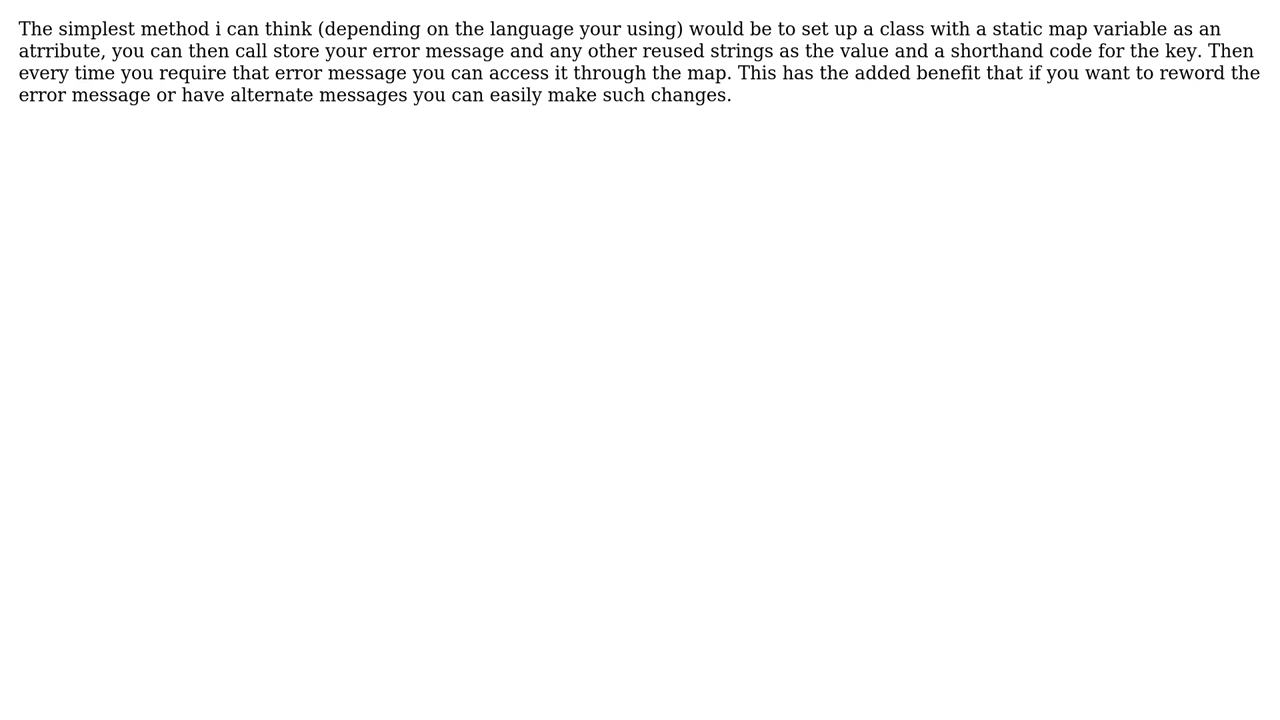 The simplest method i can think (depending on the language your using) would be to set up a class with a static map variable as an
atrribute, you can then call store your error message and any other reused strings as the value and a shorthand code for the key. Then
every time you require that error message you can access it through the map. This has the added benefit that if you want to reword the
error message or have alternate messages you can easily make such changes.